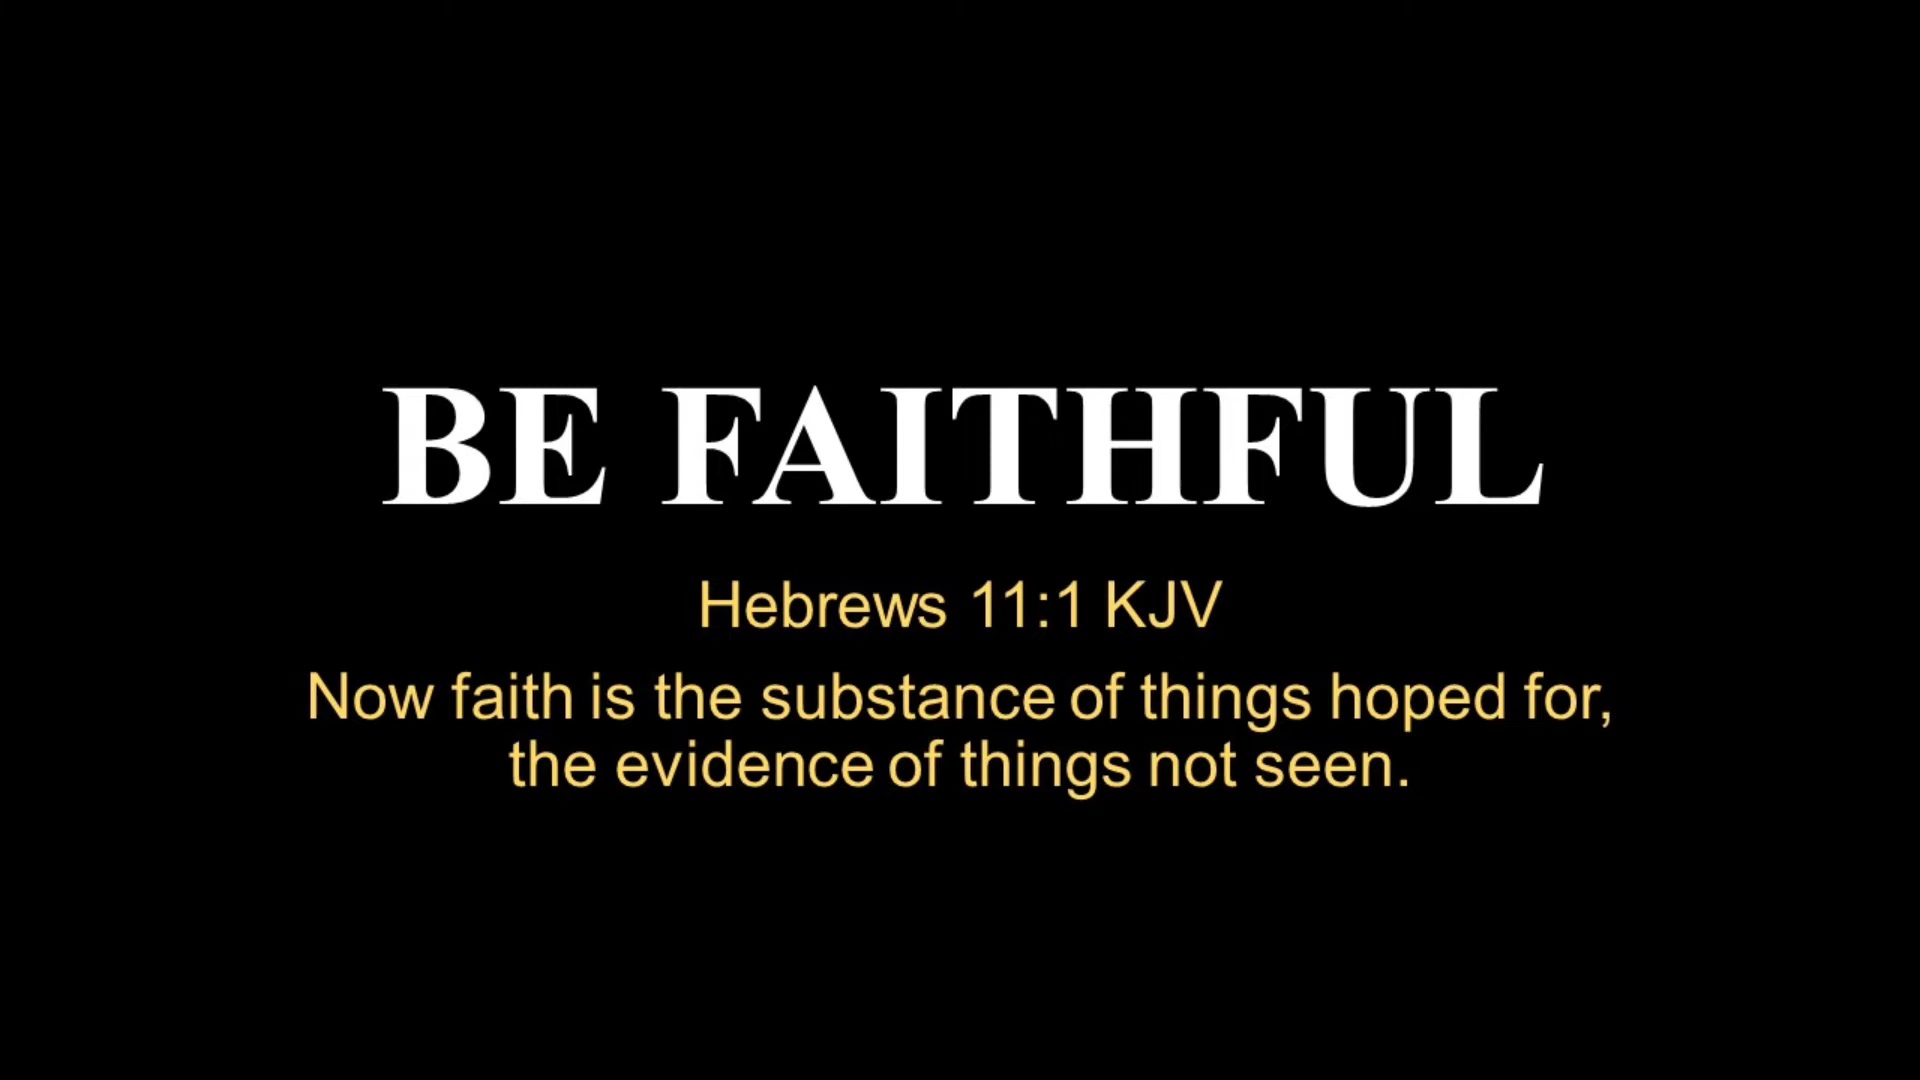 BE FAITHFUL
Hebrews 11:1 KJV
Now faith is the substance of things hoped for,
the evidence of things not seen.